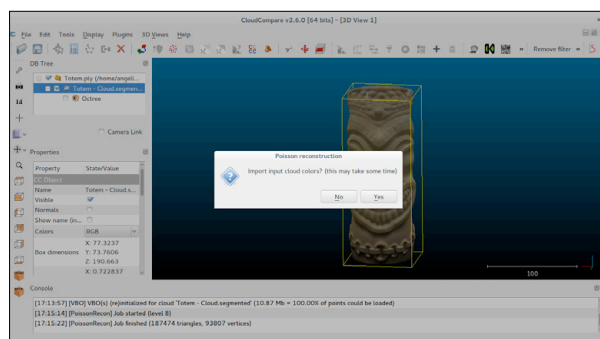 CloudCompare v2.6.0 [64 bits] - [3D View 1]
File Edit Tools Display Plugins 3D Views Help
Remove filter
DB Tree
Totem.ply (/home/angeli...
Totem - Cloud.segmen...
Octree
Camera Link
Properties
Property State/Value
CC Object
Name Totem - Cloud.s...
Visible
Normals
Show name (in...
Colors RGB
Box dimensions
X: 77.3237
Y: 73.7606
Z: 190.663
X: 0.722837
Poisson reconstruction
Import input cloud colors? (this may take some time)
No Yes
100
Console
[17:13:57] [VBO] VBO(s) (re)initialized for cloud 'Totem - Cloud.segmented' (10.87 Mb = 100.00% of points could be loaded)
[17:15:14] [PoissonRecon] Job started (level 8)
[17:15:22] [PoissonRecon] Job finished (187474 triangles, 93807 vertices)